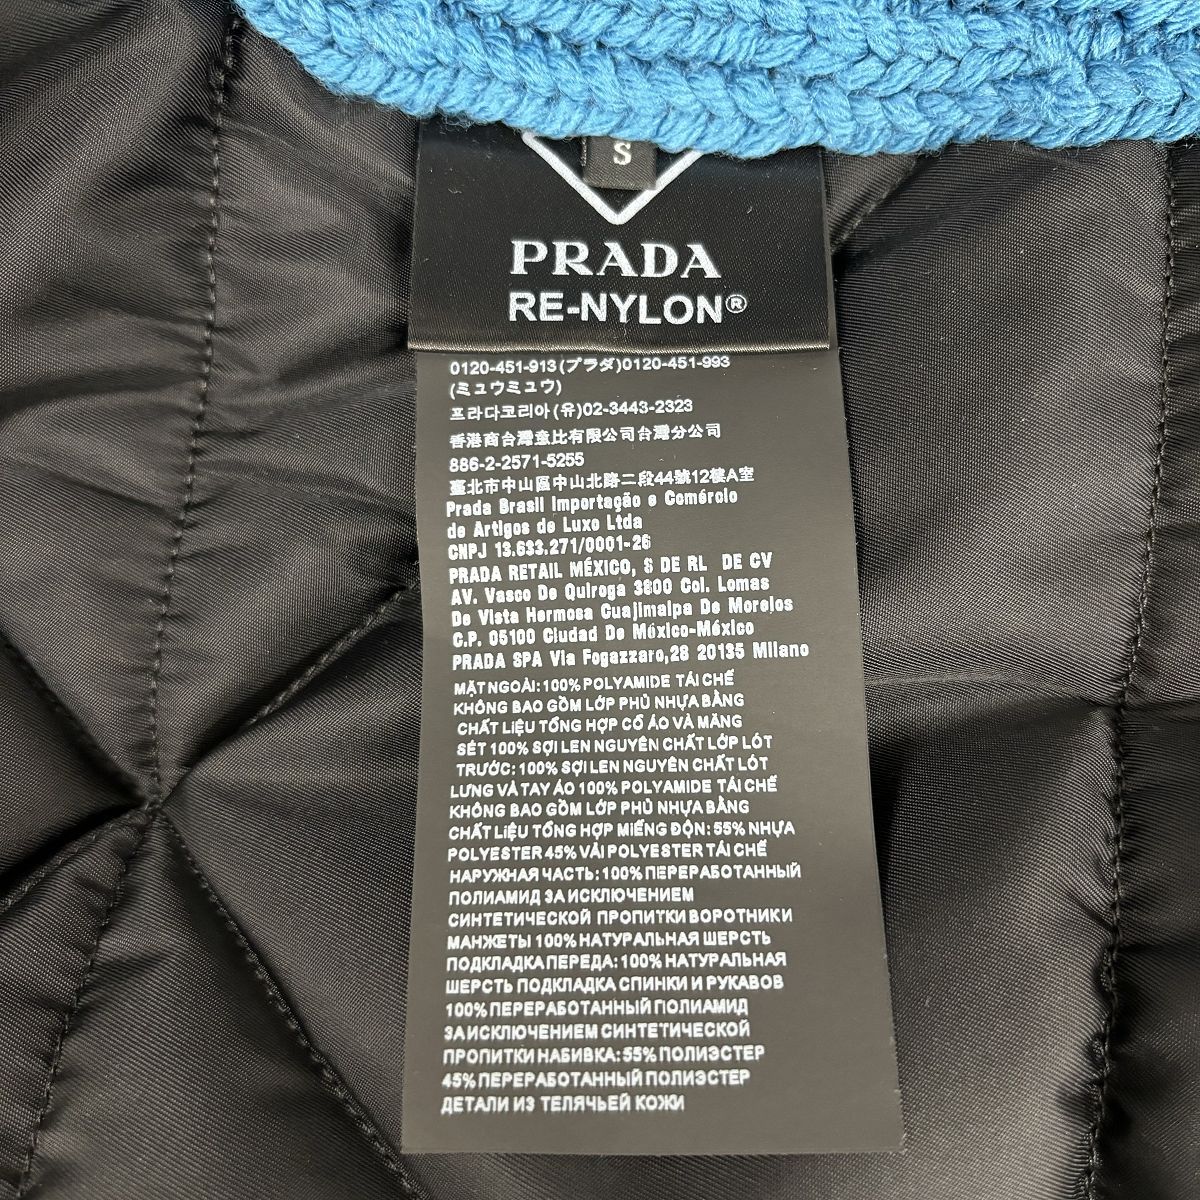 S
PRADA
RE-NYLON®
0120-451-913(プラダ)0120-451-993
(ミュウミュウ)
프라다코리아(유)02-3443-2323
香港商台灣壹比有限公司台灣分公司
886-2-2571-5255
臺北市中山區中山北路二段44號12樓A室
Prada Brasil Importação e Comércio
de Artigos de Luxo Ltda
CNPJ 13.633.271/0001-26
PRADA RETAIL MÉXICO, S DE RL DE CV
AV. Vasco De Quiroga 3800 Col. Lomas
De Vista Hermosa Cuajimalpa De Morelos
C.P. 05100 Ciudad De México-México
PRADA SPA Via Fogazzaro,28 20135 Milano
MẶT NGOÀI: 100% POLYAMIDE TÁI CHẾ
KHÔNG BAO GỒM LỚP PHỦ NHỰA BẰNG
CHẤT LIỆU TỔNG HỢP CỔ ÁO VÀ MĂNG
SÉT 100% SỢI LEN NGUYÊN CHẤT LỚP LÓT
TRƯỚC: 100% SỢI LEN NGUYÊN CHẤT LÓT
LƯNG VÀ TAY ÁO 100% POLYAMIDE TÁI CHẾ
KHÔNG BAO GỒM LỚP PHỦ NHỰA BẰNG
CHẤT LIỆU TỔNG HỢP MIẾNG ĐỘN: 55% NHỰA
POLYESTER 45% VẢI POLYESTER TÁI CHẾ
НАРУЖНАЯ ЧАСТЬ: 100% ПЕРЕРАБОТАННЫЙ
ПОЛИАМИД ЗА ИСКЛЮЧЕНИЕМ
СИНТЕТИЧЕСКОЙ ПРОПИТКИ ВОРОТНИКИ
МАНЖЕТЫ 100% НАТУРАЛЬНАЯ ШЕРСТЬ
ПОДКЛАДКА ПЕРЕДА: 100% НАТУРАЛЬНАЯ
ШЕРСТЬ ПОДКЛАДКА СПИНКИ И РУКАВОВ
100% ПЕРЕРАБОТАННЫЙ ПОЛИАМИД
ЗА ИСКЛЮЧЕНИЕМ СИНТЕТИЧЕСКОЙ
ПРОПИТКИ НАБИВКА: 55% ПОЛИЭСТЕР
45% ПЕРЕРАБОТАННЫЙ ПОЛИЭСТЕР
ДЕТАЛИ ИЗ ТЕЛЯЧЬЕЙ КОЖИ